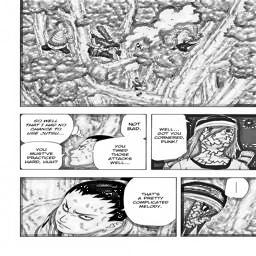 WELL...
GOT YOU
CORNERED,
PUNK!
NOT
BAD.
YOU
TIMED
THOSE
ATTACKS
WELL...
SO WELL
THAT I HAD NO
CHANCE TO
USE JUTSU...
YOU
MUST'VE
PRACTICED
HARD, HUH?
THAT'S
A PRETTY
COMPLICATED
MELODY.